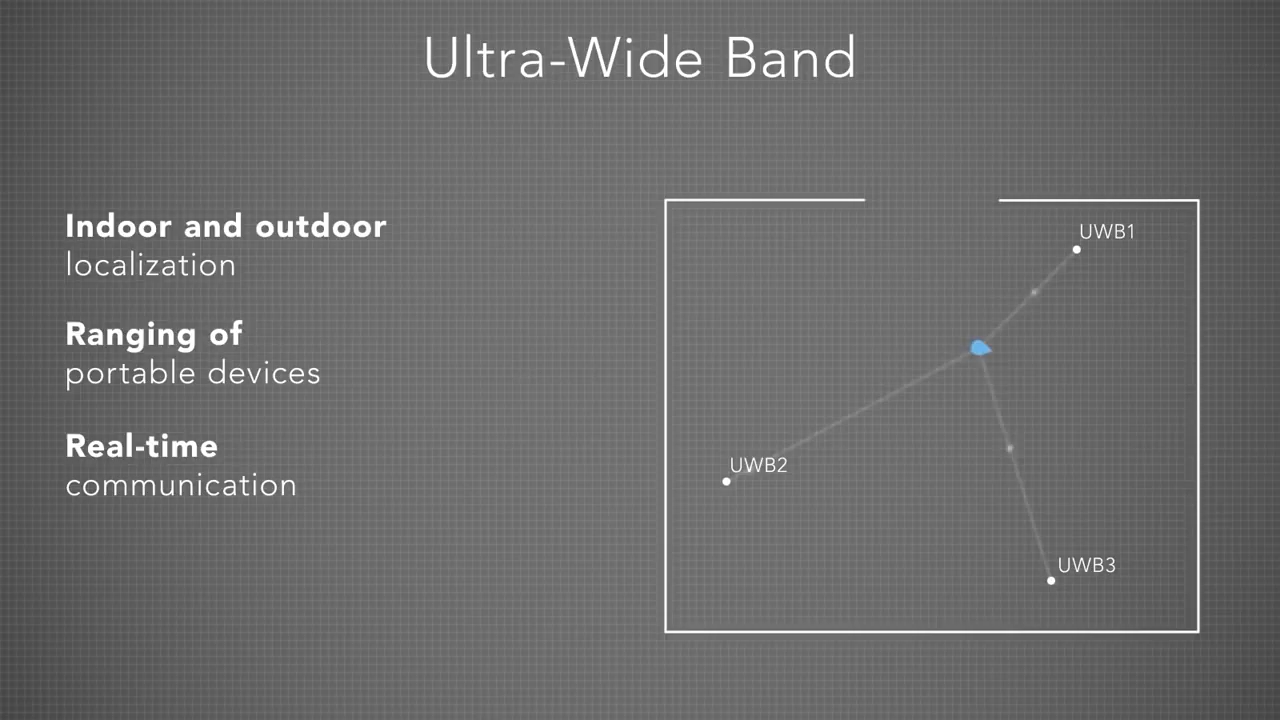 Ultra-Wide Band
Indoor and outdoor
localization
Ranging of
portable devices
Real-time
communication
UWB1
UWB2
UWB3